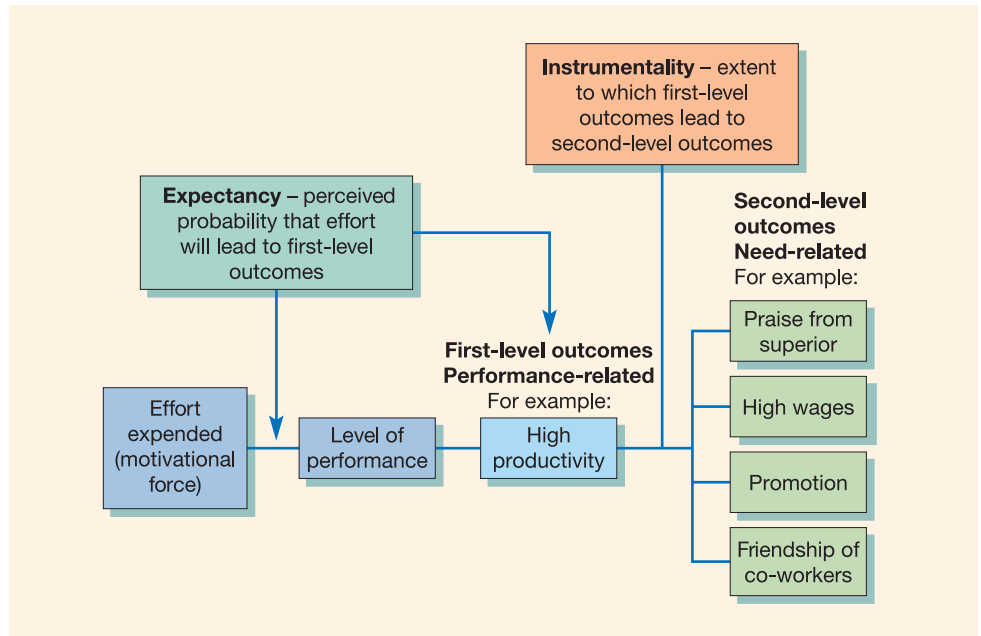 Instrumentality – extent
to which first-level
outcomes lead to
second-level outcomes
Expectancy – perceived
probability that effort
will lead to first-level
outcomes
Second-level
outcomes
Need-related
For example:
First-level outcomes
Performance-related
For example:
Effort
expended
(motivational
force)
Level of
performance
High
productivity
Praise from
superior
High wages
Promotion
Friendship of
co-workers